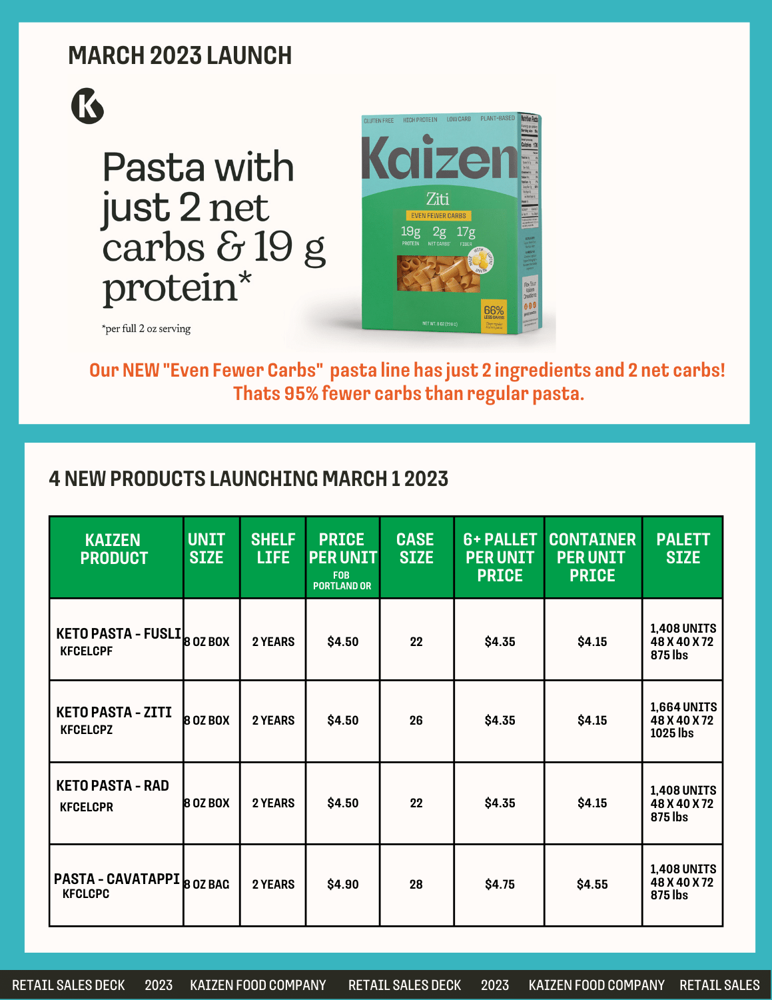 MARCH 2023 LAUNCH
K
Pasta with
just 2 net
carbs & 19 g
protein*
*per full 2 oz serving
GLUTEN FREE HIGH PROTEIN LOW CARB PLANT-BASED
Kaizen
Ziti
EVEN FEWER CARBS
19g 2g 17g
PROTEIN NET CARBS* FIBER
MADE WITH LUPINI BEANS
66%
LESS CARBS
NET WT. 8 OZ (226 G)
Nutrition Facts
Calories 170
Our NEW "Even Fewer Carbs" pasta line has just 2 ingredients and 2 net carbs!
Thats 95% fewer carbs than regular pasta.
4 NEW PRODUCTS LAUNCHING MARCH 1 2023
KAIZEN
PRODUCT
UNIT
SIZE
SHELF
LIFE
PRICE
PER UNIT
FOB
PORTLAND OR
CASE
SIZE
6+ PALLET
PER UNIT
PRICE
CONTAINER
PER UNIT
PRICE
PALETT
SIZE
KETO PASTA - FUSLI
KFCELCPF
8 OZ BOX
2 YEARS
$4.50
22
$4.35
$4.15
1,408 UNITS
48 X 40 X 72
875 lbs
KETO PASTA - ZITI
KFCELCPZ
8 OZ BOX
2 YEARS
$4.50
26
$4.35
$4.15
1,664 UNITS
48 X 40 X 72
1025 lbs
KETO PASTA - RAD
KFCELCPR
8 OZ BOX
2 YEARS
$4.50
22
$4.35
$4.15
1,408 UNITS
48 X 40 X 72
875 lbs
PASTA - CAVATAPPI
KFCLCPC
8 OZ BAG
2 YEARS
$4.90
28
$4.75
$4.55
1,408 UNITS
48 X 40 X 72
875 lbs
RETAIL SALES DECK 2023 KAIZEN FOOD COMPANY RETAIL SALES DECK 2023 KAIZEN FOOD COMPANY RETAIL SALES